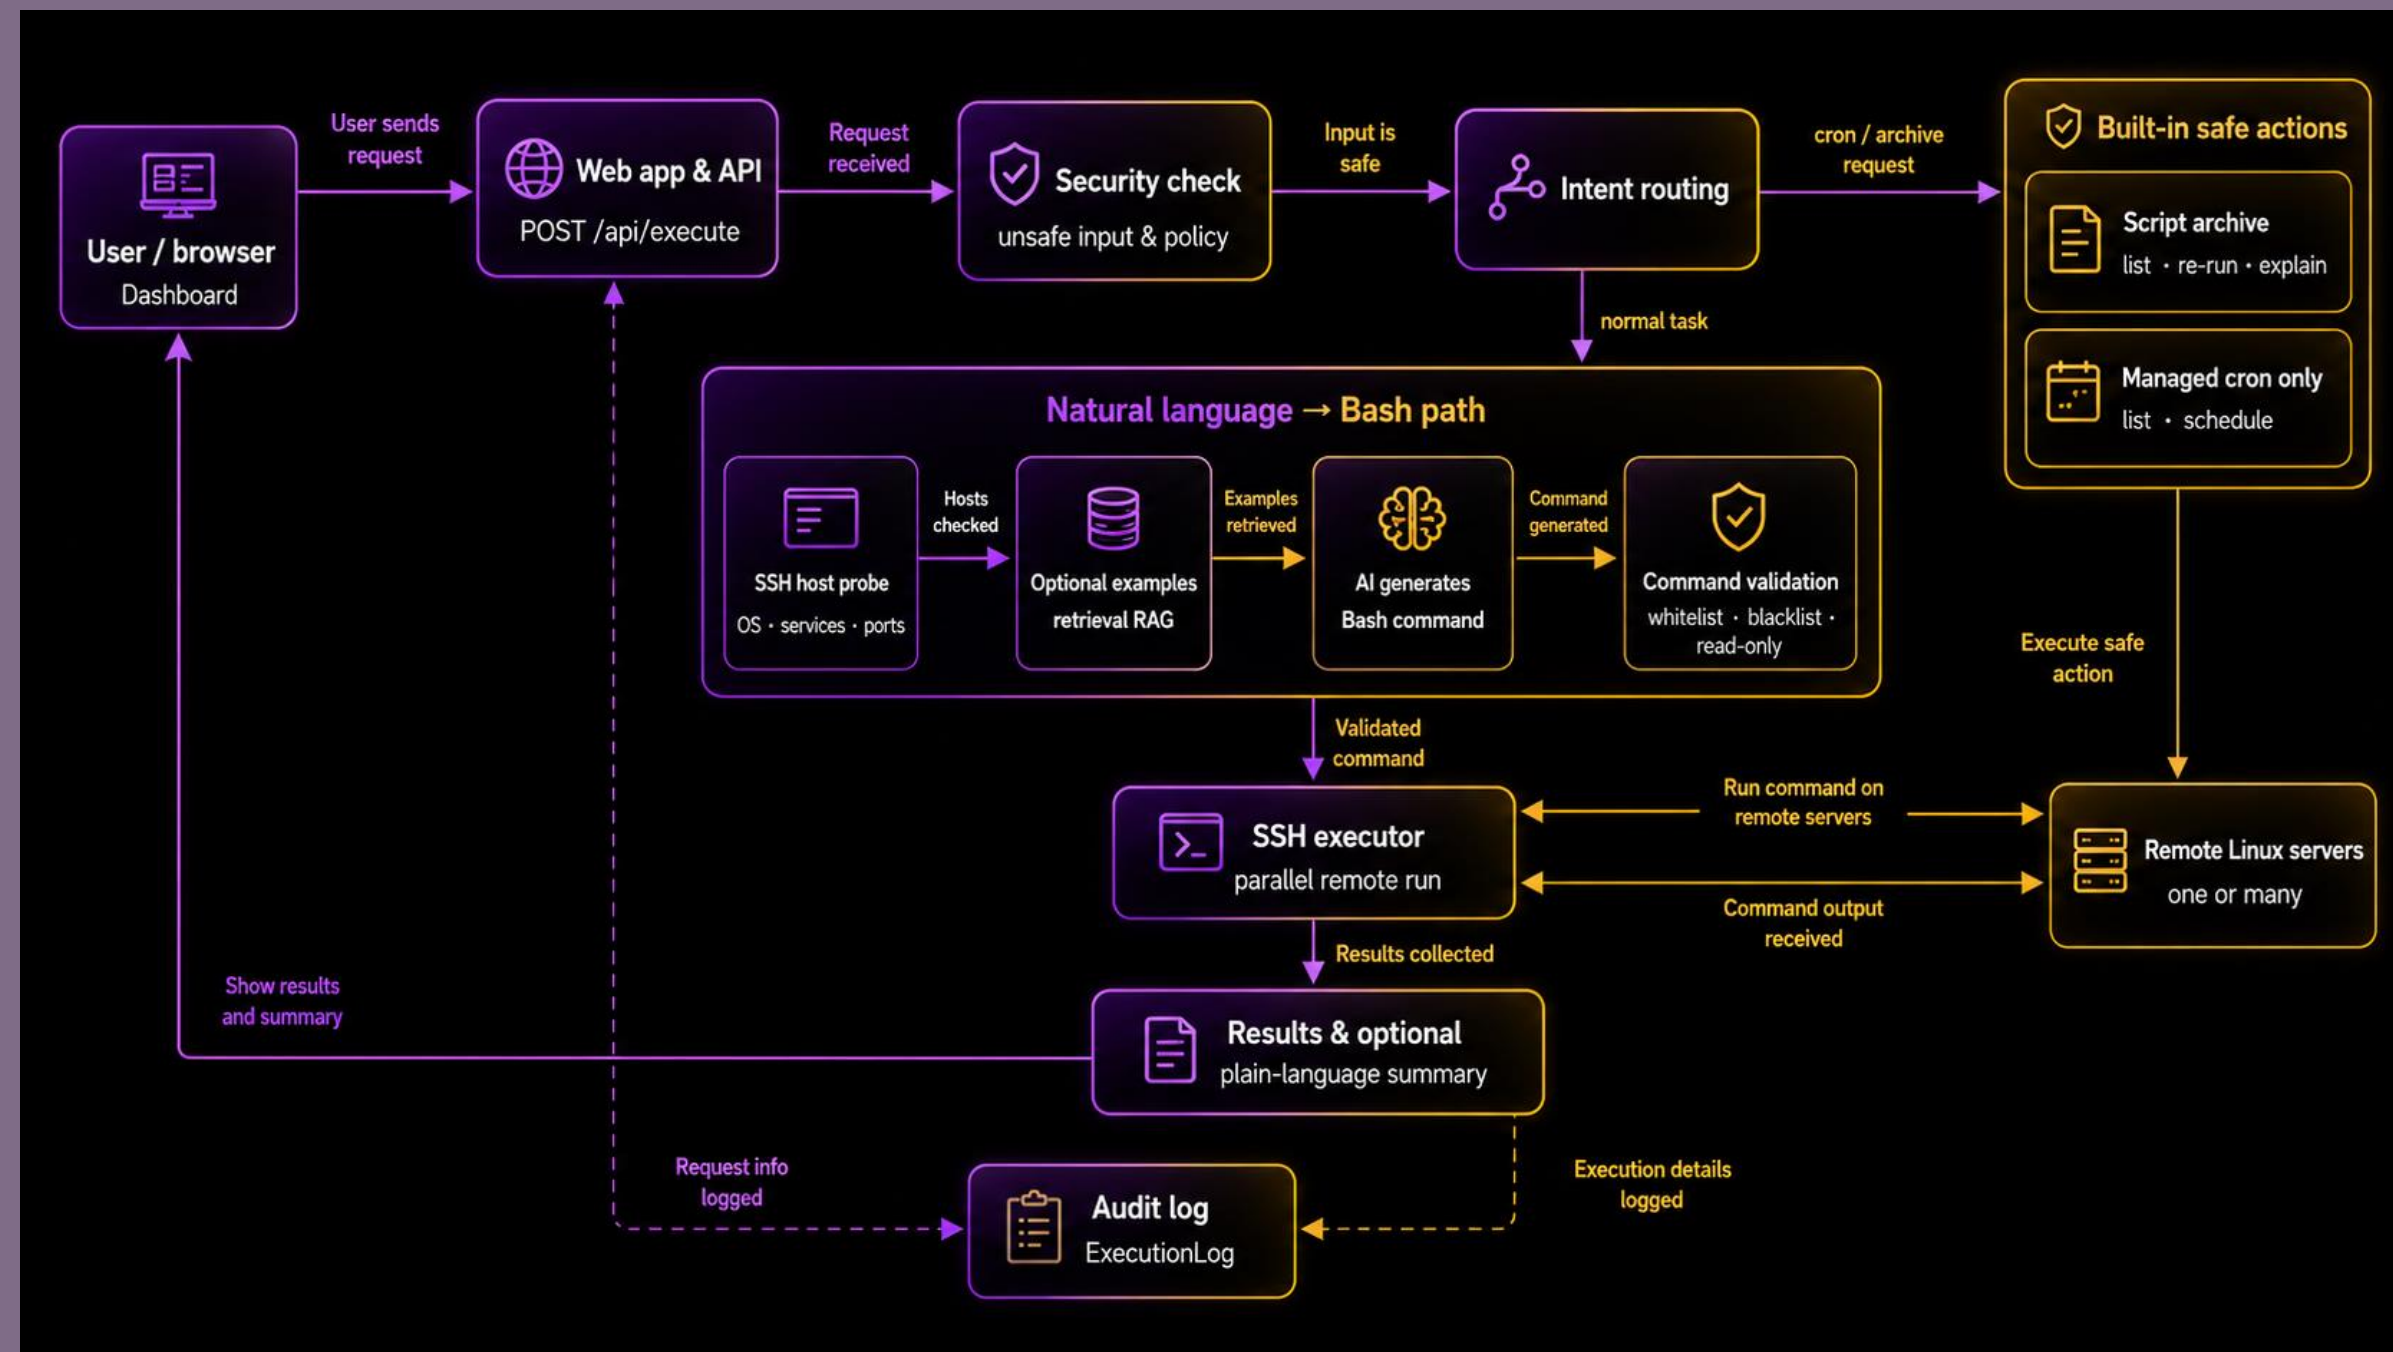 User / browser
Dashboard
User sends
request
Web app & API
POST /api/execute
Request
received
Security check
unsafe input & policy
Input is
safe
Intent routing
cron / archive
request
Built-in safe actions
Script archive
list · re-run · explain
Managed cron only
list · schedule
normal task
Natural language → Bash path
SSH host probe
OS · services · ports
Hosts
checked
Optional examples
retrieval RAG
Examples
retrieved
AI generates
Bash command
Command
generated
Command validation
whitelist · blacklist ·
read-only
Execute safe
action
Validated
command
SSH executor
parallel remote run
Run command on
remote servers
Command output
received
Remote Linux servers
one or many
Results collected
Results & optional
plain-language summary
Show results
and summary
Request info
logged
Audit log
ExecutionLog
Execution details
logged